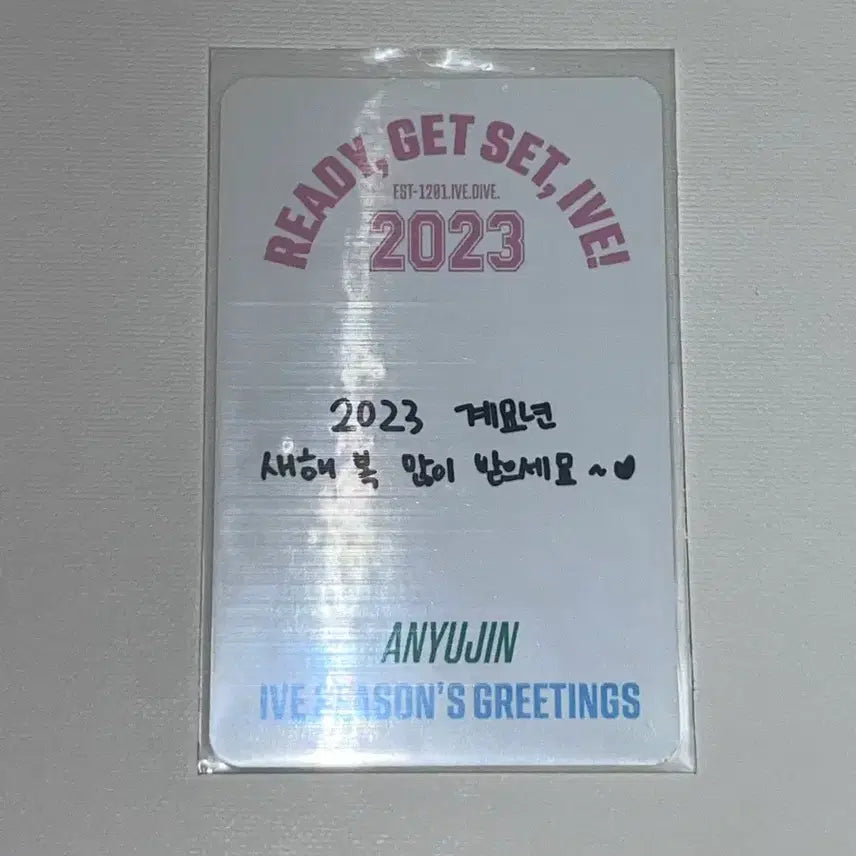 READY, GET SET, IVE!
EST-1201.IVE.DIVE.
2023
2023 계묘년
새해 복 많이 받으세요~♥
ANYUJIN
IVE SEASON'S GREETINGS